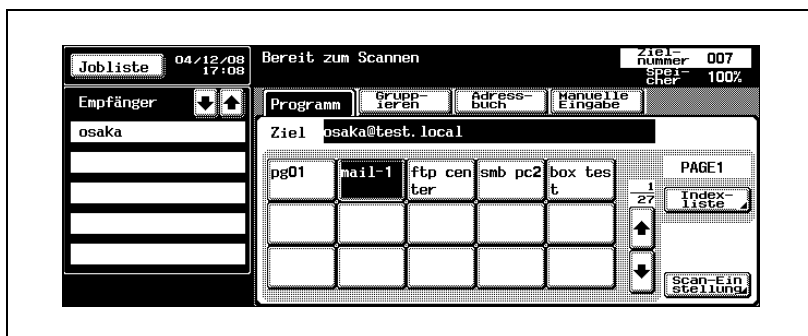 Jobliste
04/12/08
17:08
Bereit zum Scannen
Ziel-
nummer 007
Spei-
cher 100%
Empfänger
osaka
Programm
Grupp-
ieren
Adress-
buch
Manuelle
Eingabe
Ziel osaka@test.local
pg01
mail-1
ftp cen
ter
smb pc2
box tes
t
1
27
PAGE1
Index-
liste
Scan-Ein
stellung